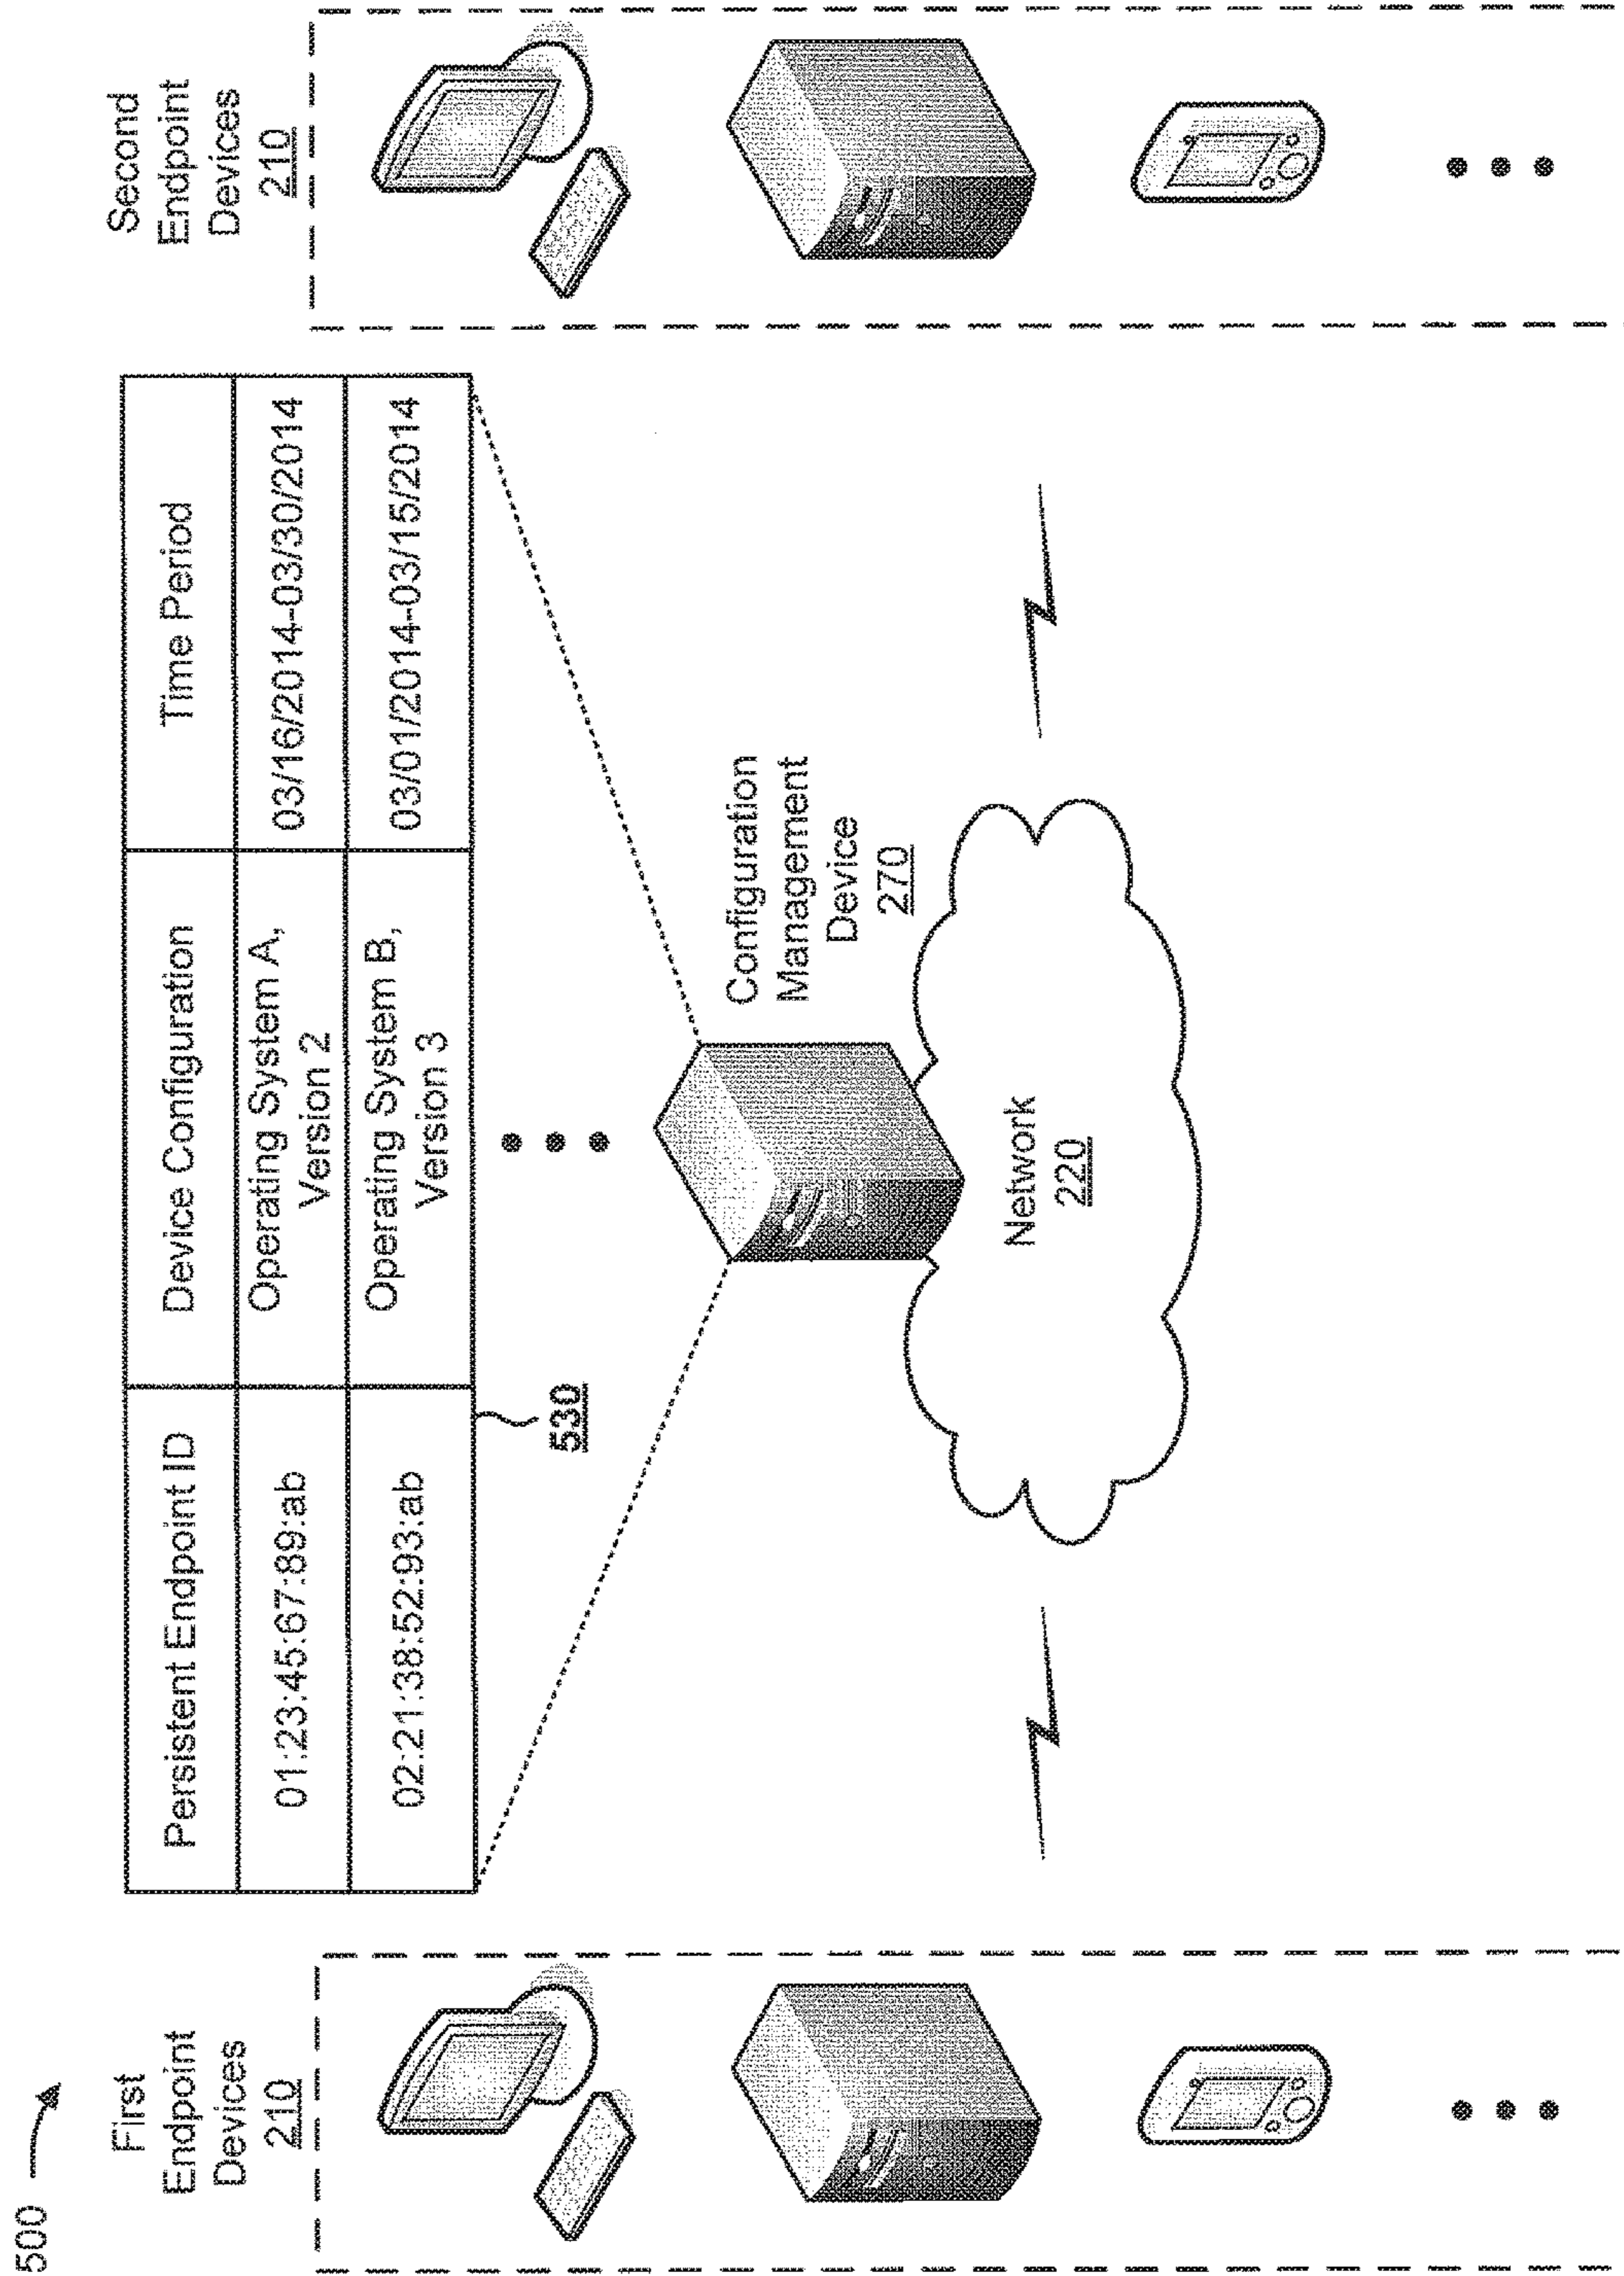 500
First
Endpoint
Devices
210
Persistent Endpoint ID
Device Configuration
Time Period
01:23:45:67:89:ab
Operating System A,
Version 2
03/16/2014-03/30/2014
02:21:38:52:93:ab
Operating System B,
Version 3
03/01/2014-03/15/2014
530
Configuration
Management
Device
270
Network
220
Second
Endpoint
Devices
210